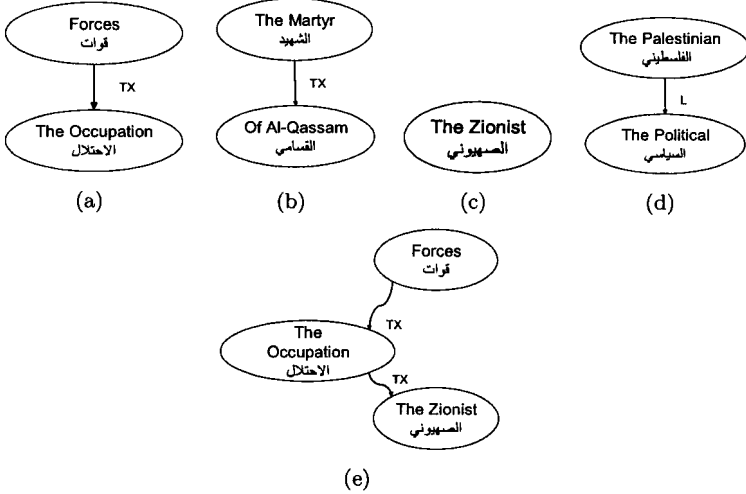 Forces
قوات
TX
The Occupation
الاحتلال
(a)
The Martyr
الشهيد
TX
Of Al-Qassam
القسامي
(b)
The Zionist
الصهيوني
(c)
The Palestinian
الفلسطيني
L
The Political
السياسي
(d)
Forces
قوات
TX
The
Occupation
الاحتلال
TX
The Zionist
الصهيوني
(e)